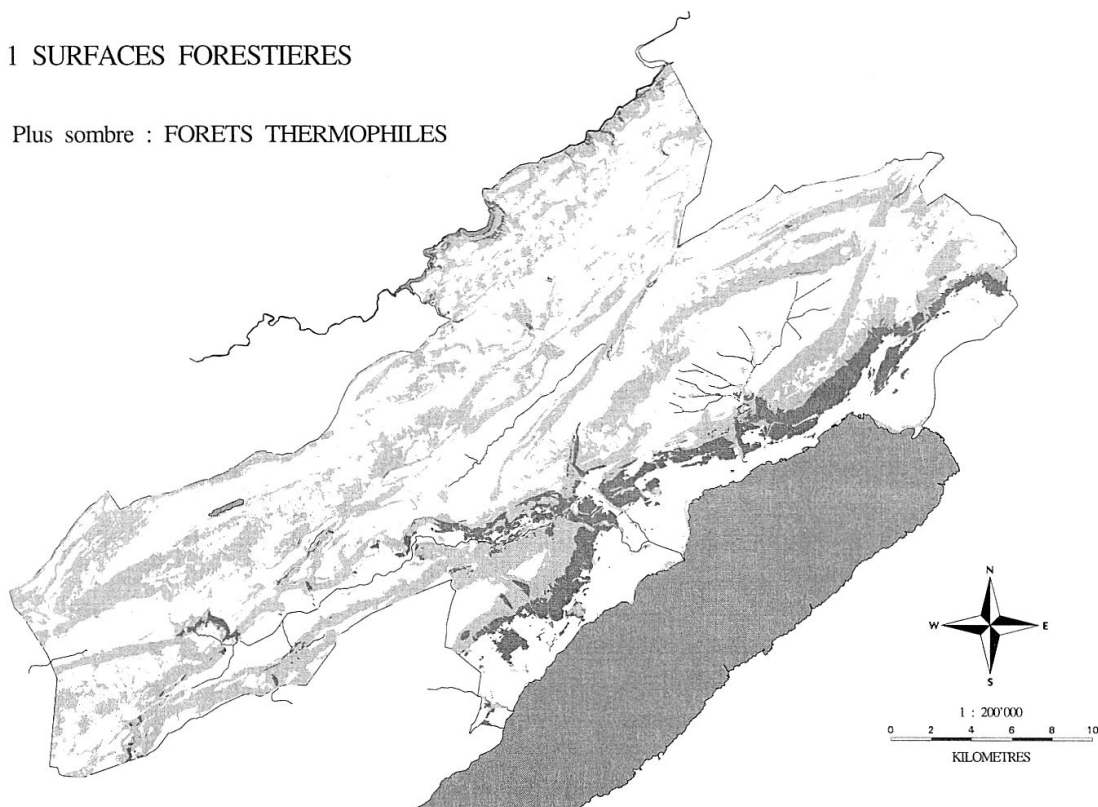 1 SURFACES FORESTIERES
Plus sombre : FORETS THERMOPHILES
N
W E
S
1 : 200'000
0 2 4 6 8 10
KILOMETRES